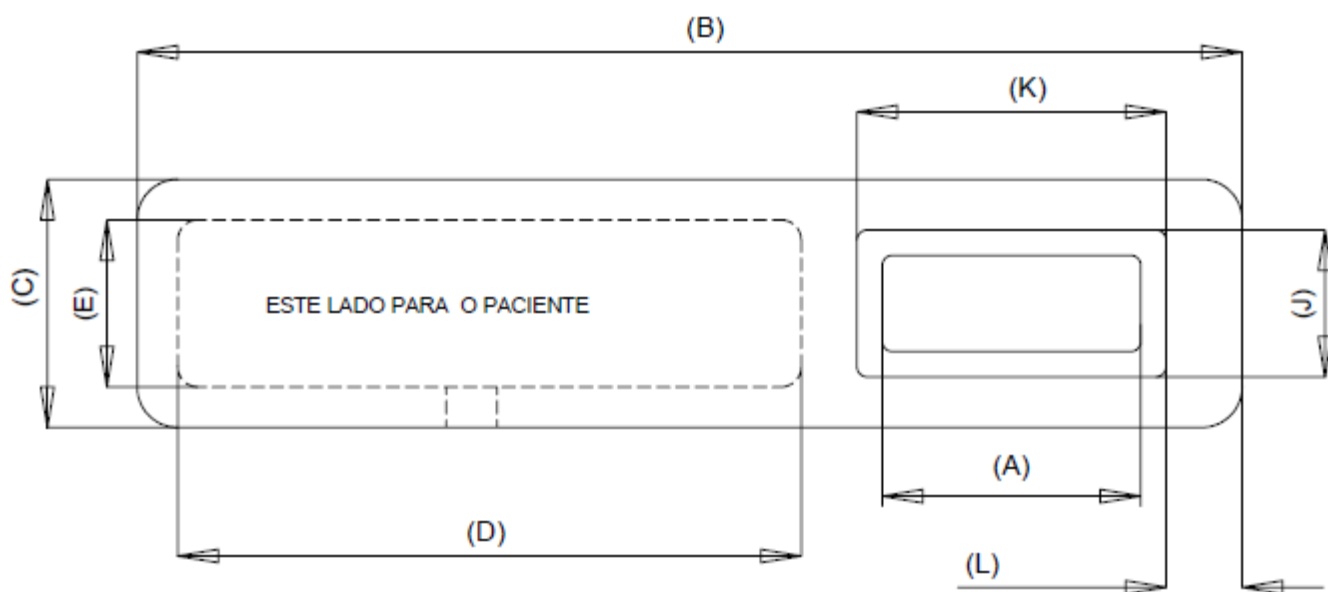 (B)
(K)
(C)
(E)
ESTE LADO PARA O PACIENTE
(J)
(A)
(D)
(L)